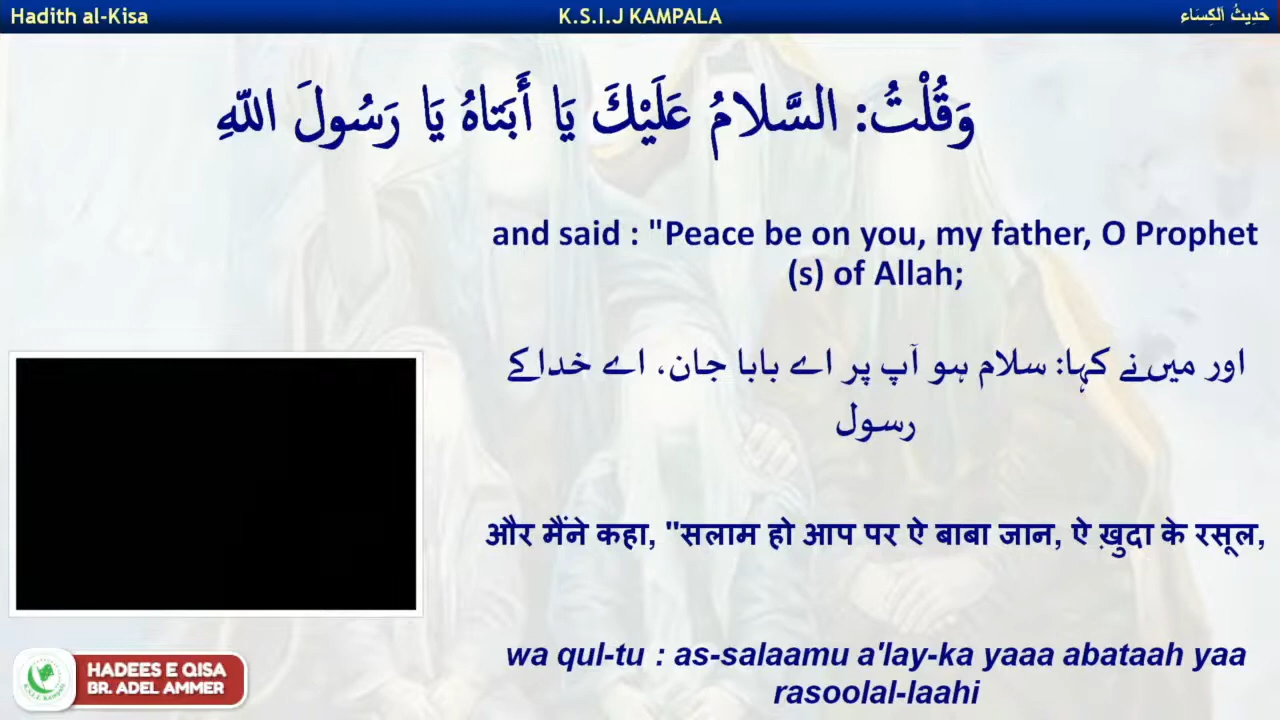 Hadith al-Kisa
K.S.I.J KAMPALA
حَدِيثُ اَلكِسَاءِ
وَقُلْتُ: السَّلامُ عَلَيْكَ يَا أَبَتَاهُ يَا رَسُولَ اللّهِ
and said : "Peace be on you, my father, O Prophet
(s) of Allah;
اور میں نے کہا: سلام ہو آپ پر اے بابا جان، اے خدا کے
رسول
और मैंने कहा, "सलाम हो आप पर ऐ बाबा जान, ऐ ख़ुदा के रसूल,
wa qul-tu : as-salaamu a'lay-ka yaaa abataah yaa
rasoolal-laahi
K.S.I.J Kampala
HADEES E QISA
BR. ADEL AMMER